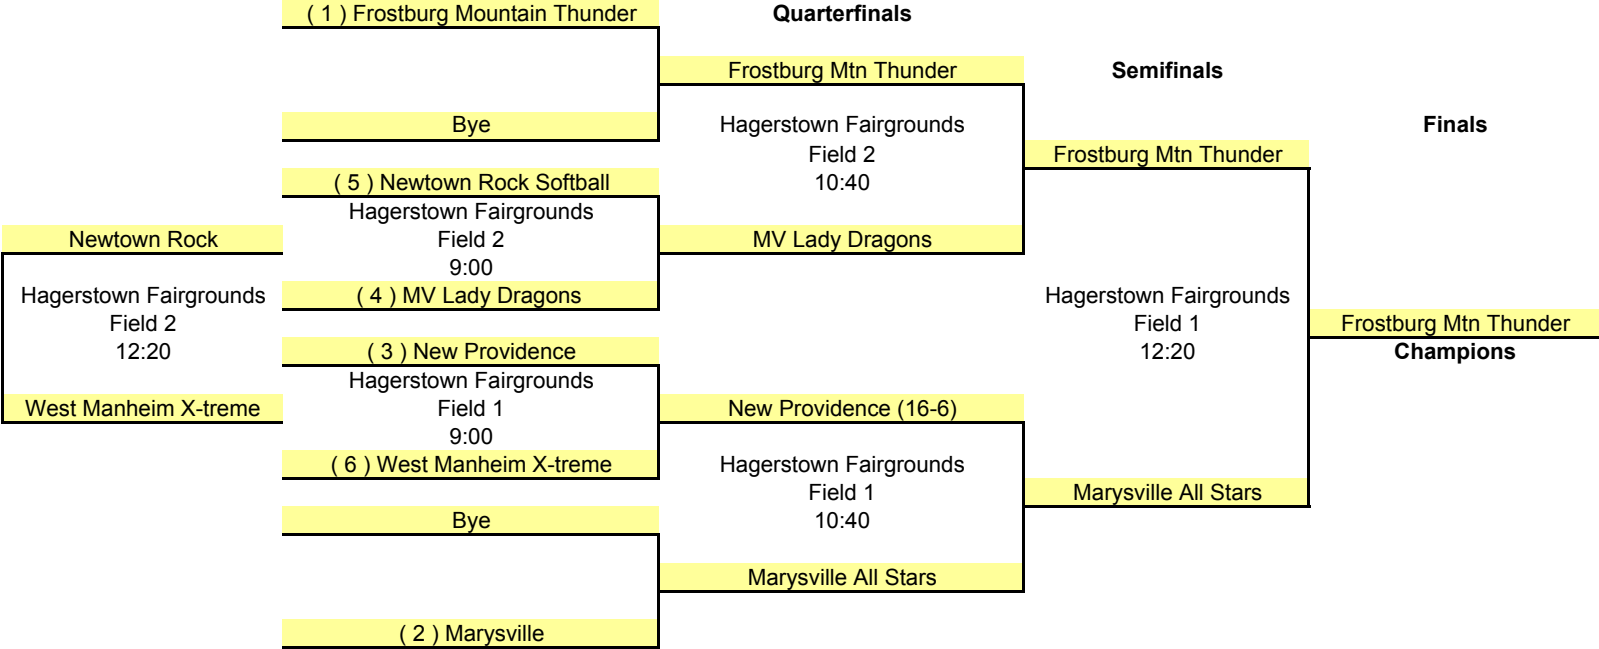 ( 1 ) Frostburg Mountain Thunder
Quarterfinals
Frostburg Mtn Thunder
Semifinals
Bye
Hagerstown Fairgrounds
Field 2
10:40
Finals
Frostburg Mtn Thunder
( 5 ) Newtown Rock Softball
Hagerstown Fairgrounds
Field 2
9:00
Newtown Rock
MV Lady Dragons
( 4 ) MV Lady Dragons
Hagerstown Fairgrounds
Field 2
12:20
Hagerstown Fairgrounds
Field 1
12:20
Frostburg Mtn Thunder
Champions
( 3 ) New Providence
Hagerstown Fairgrounds
Field 1
9:00
West Manheim X-treme
New Providence (16-6)
( 6 ) West Manheim X-treme
Hagerstown Fairgrounds
Field 1
10:40
Marysville All Stars
Bye
Marysville All Stars
( 2 ) Marysville